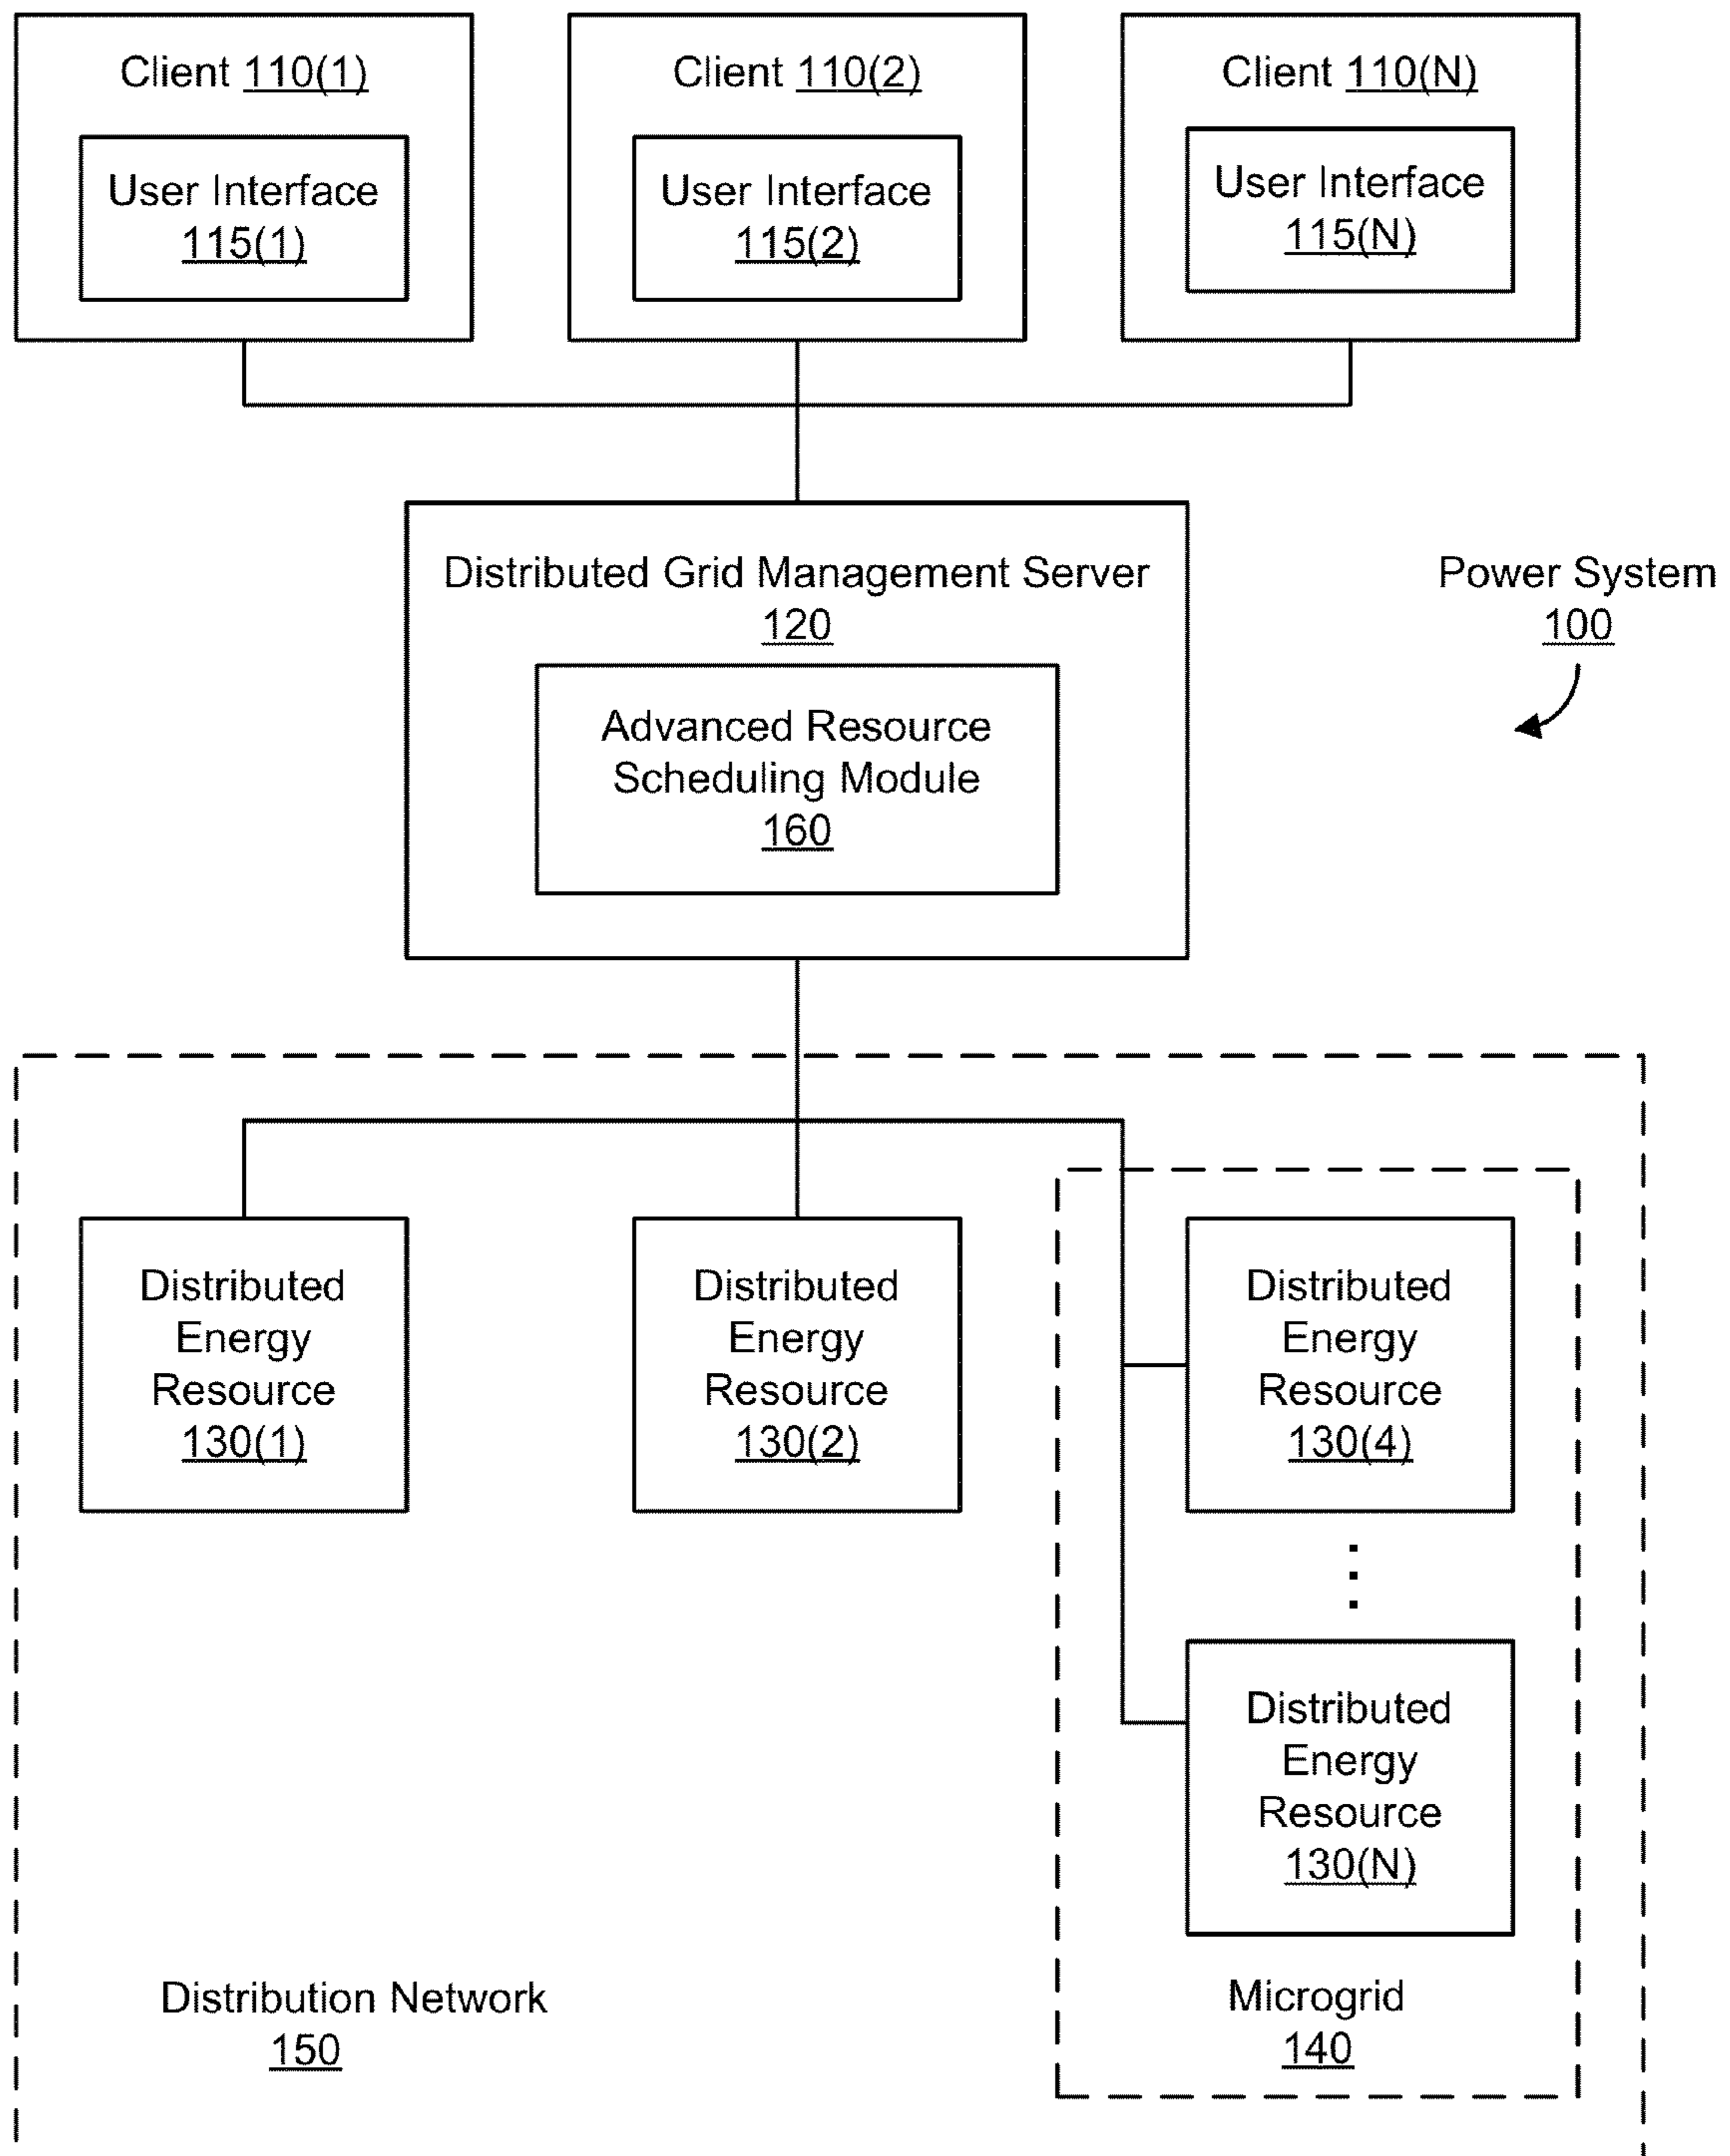 Client 110(1)
User Interface
115(1)
Client 110(2)
User Interface
115(2)
Client 110(N)
User Interface
115(N)
Distributed Grid Management Server
120
Advanced Resource
Scheduling Module
160
Power System
100
Distributed
Energy
Resource
130(1)
Distributed
Energy
Resource
130(2)
Distributed
Energy
Resource
130(4)
Distributed
Energy
Resource
130(N)
Distribution Network
150
Microgrid
140